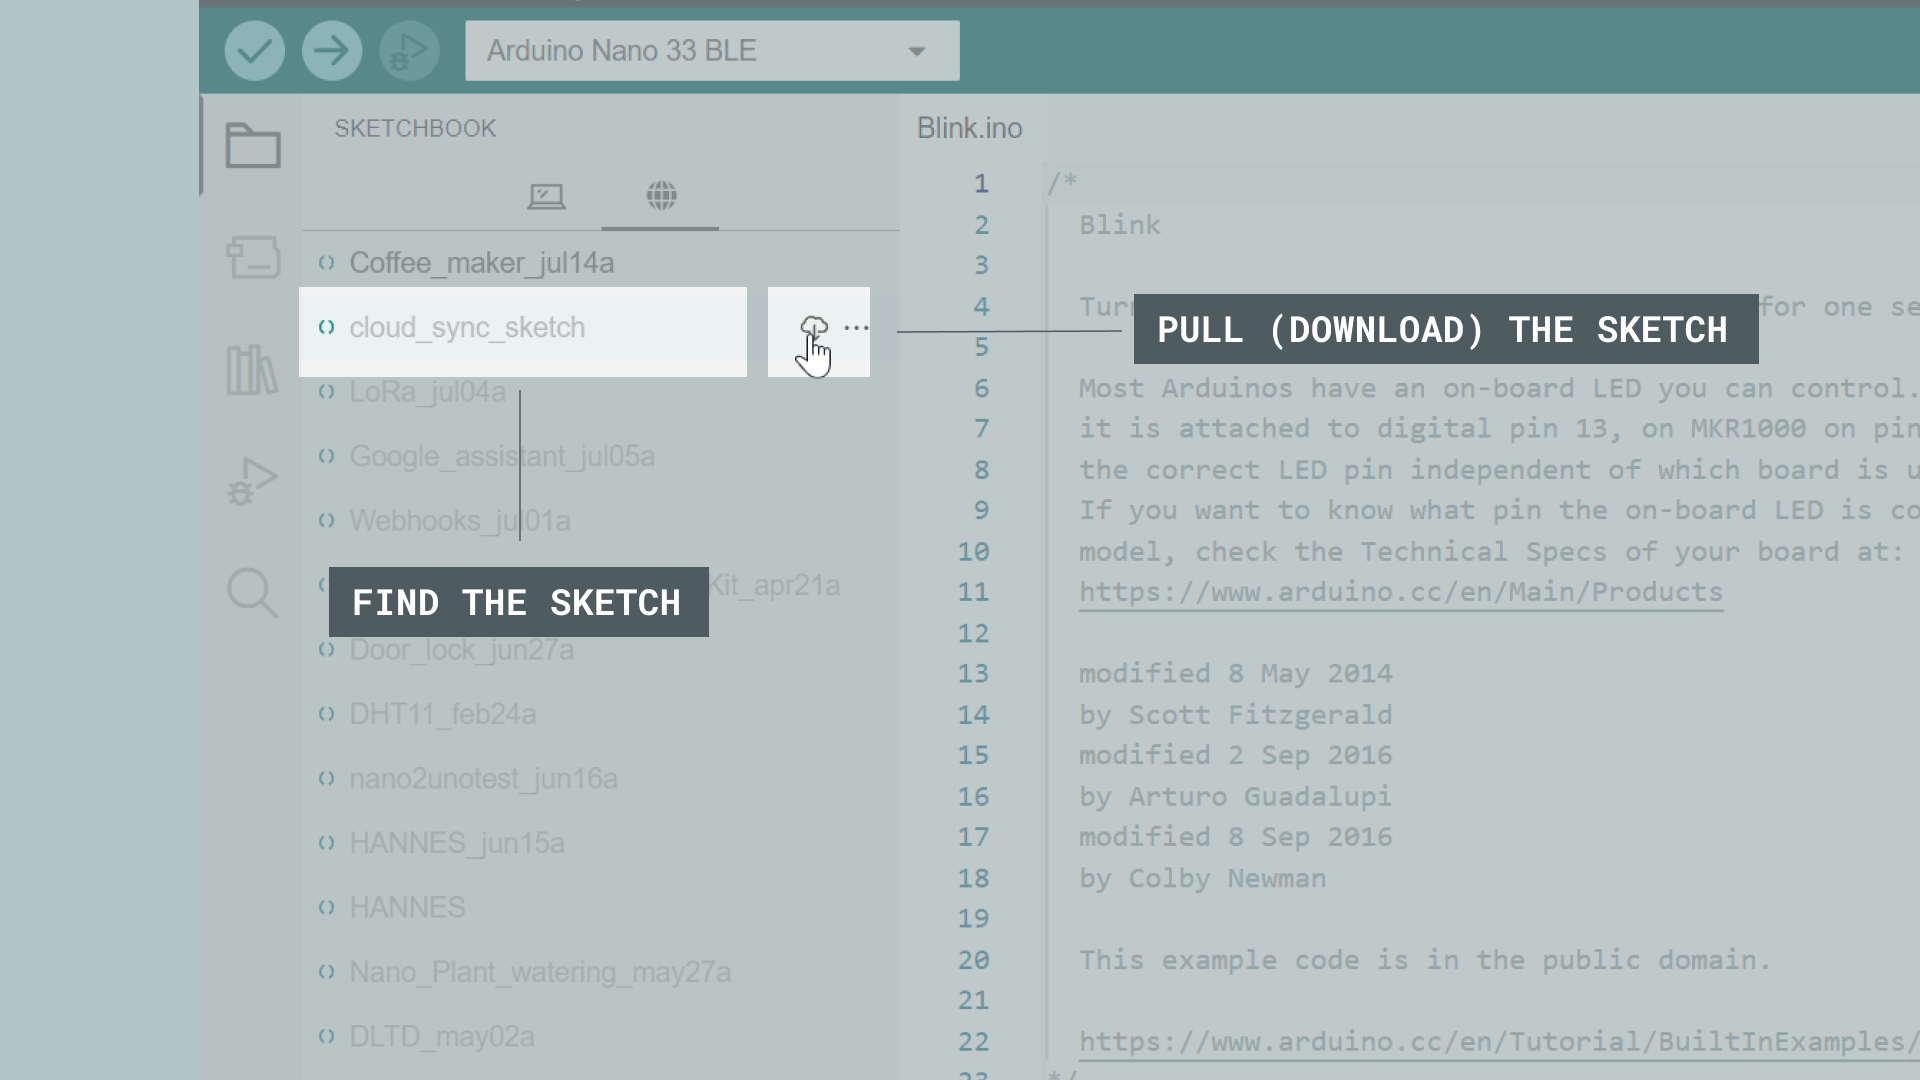 Arduino Nano 33 BLE
SKETCHBOOK
Coffee_maker_jul14a
cloud_sync_sketch
LoRa_jul04a
Google_assistant_jul05a
Webhooks_jul01a
Kit_apr21a
Door_lock_jun27a
DHT11_feb24a
nano2unotest_jun16a
HANNES_jun15a
HANNES
Nano_Plant_watering_may27a
DLTD_may02a
FIND THE SKETCH
PULL (DOWNLOAD) THE SKETCH
Blink.ino
1 /*
2 Blink
3
4 for one se
5
6 Most Arduinos have an on-board LED you can control.
7 it is attached to digital pin 13, on MKR1000 on pin
8 the correct LED pin independent of which board is u
9 If you want to know what pin the on-board LED is co
10 model, check the Technical Specs of your board at:
11 https://www.arduino.cc/en/Main/Products
12
13 modified 8 May 2014
14 by Scott Fitzgerald
15 modified 2 Sep 2016
16 by Arturo Guadalupi
17 modified 8 Sep 2016
18 by Colby Newman
19
20 This example code is in the public domain.
21
22 https://www.arduino.cc/en/Tutorial/BuiltInExamples/
23 */